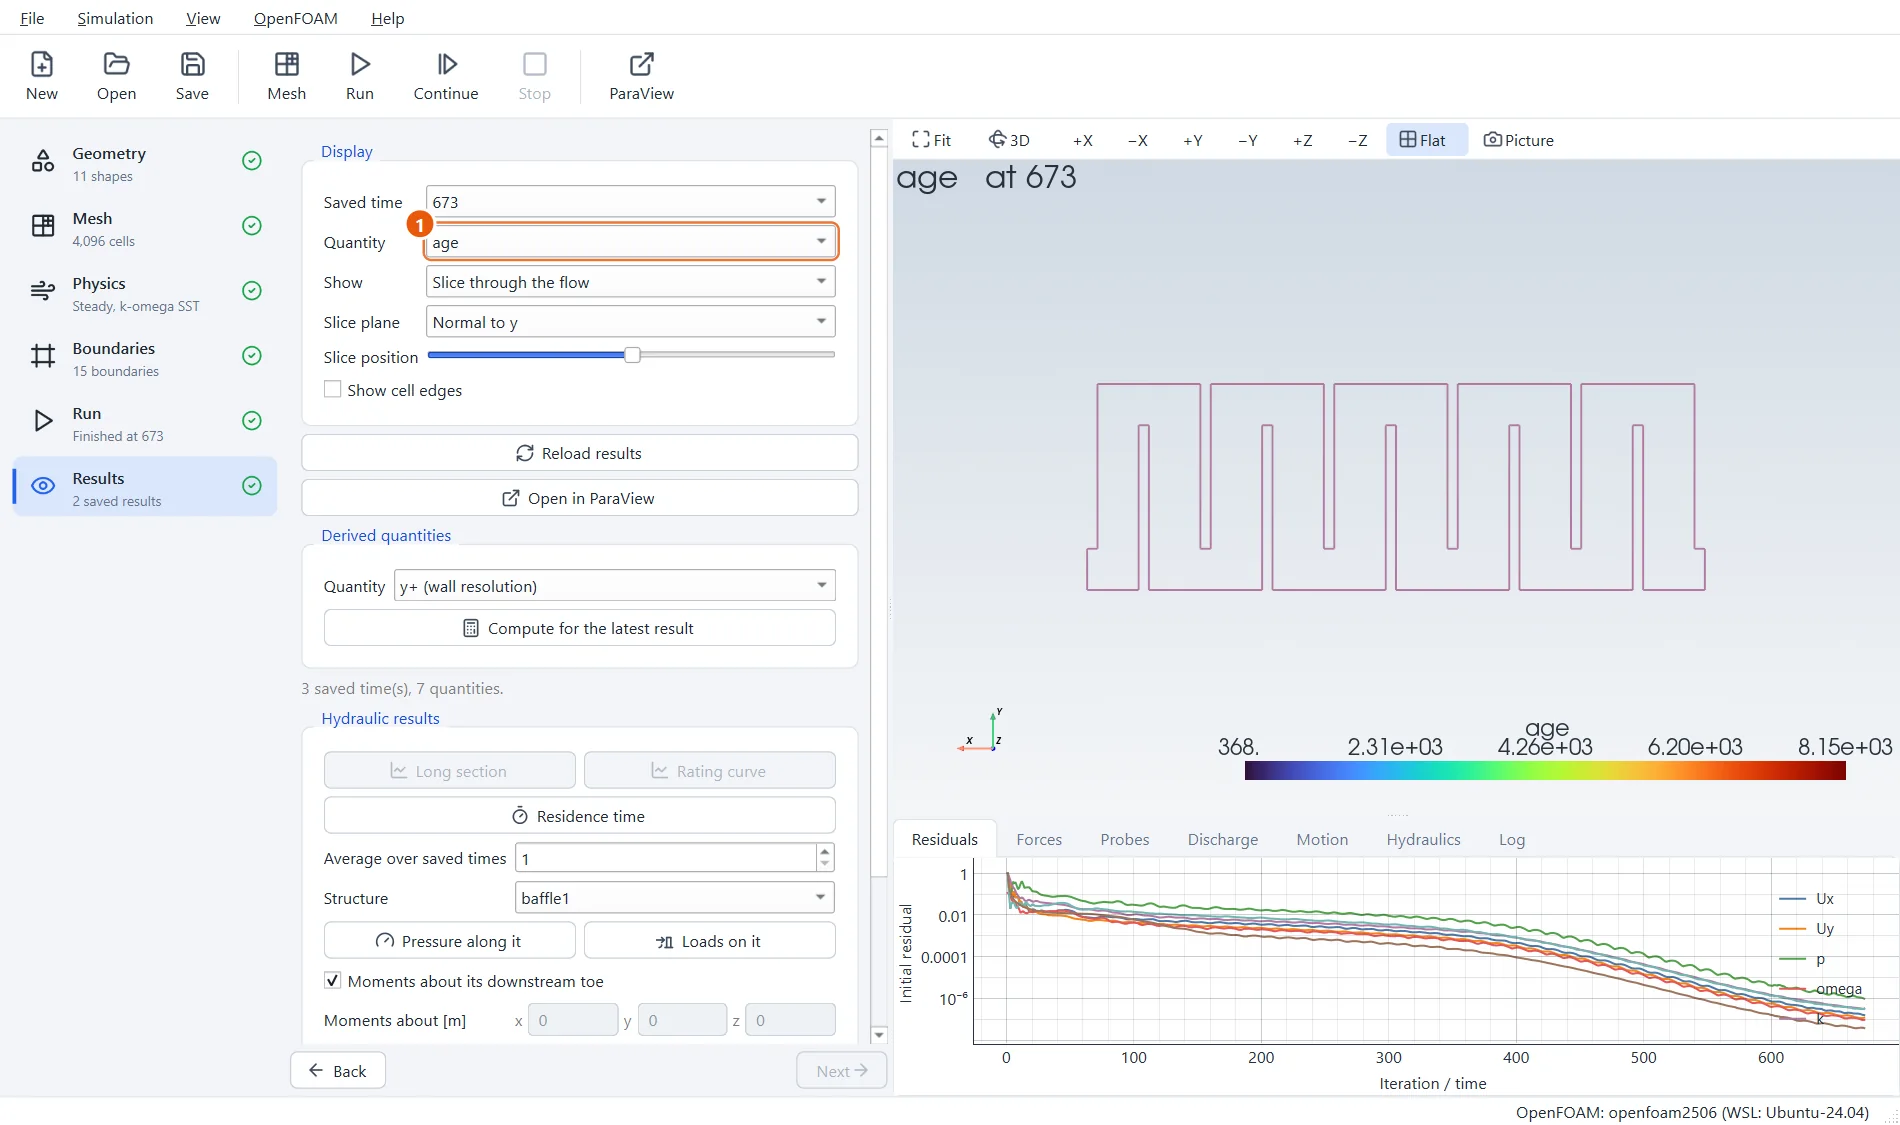 File Simulation View OpenFOAM Help
New Open Save Mesh Run Continue Stop ParaView
Geometry
11 shapes
Mesh
4,096 cells
Physics
Steady, k-omega SST
Boundaries
15 boundaries
Run
Finished at 673
Results
2 saved results
Display
Saved time 673
1
Quantity age
Show Slice through the flow
Slice plane Normal to y
Slice position
Show cell edges
Reload results
Open in ParaView
Derived quantities
Quantity y+ (wall resolution)
Compute for the latest result
3 saved time(s), 7 quantities.
Hydraulic results
Long section Rating curve
Residence time
Average over saved times 1
Structure baffle1
Pressure along it Loads on it
Moments about its downstream toe
Moments about [m] x 0 y 0 z 0
Back Next
Fit 3D +X −X +Y −Y +Z −Z Flat Picture
age at 673
Y
X Z
age
368. 2.31e+03 4.26e+03 6.20e+03 8.15e+03
Residuals Forces Probes Discharge Motion Hydraulics Log
Initial residual
1
0.01
0.0001
10⁻⁶
Ux
Uy
p
omega
k
0 100 200 300 400 500 600
Iteration / time
OpenFOAM: openfoam2506 (WSL: Ubuntu-24.04)